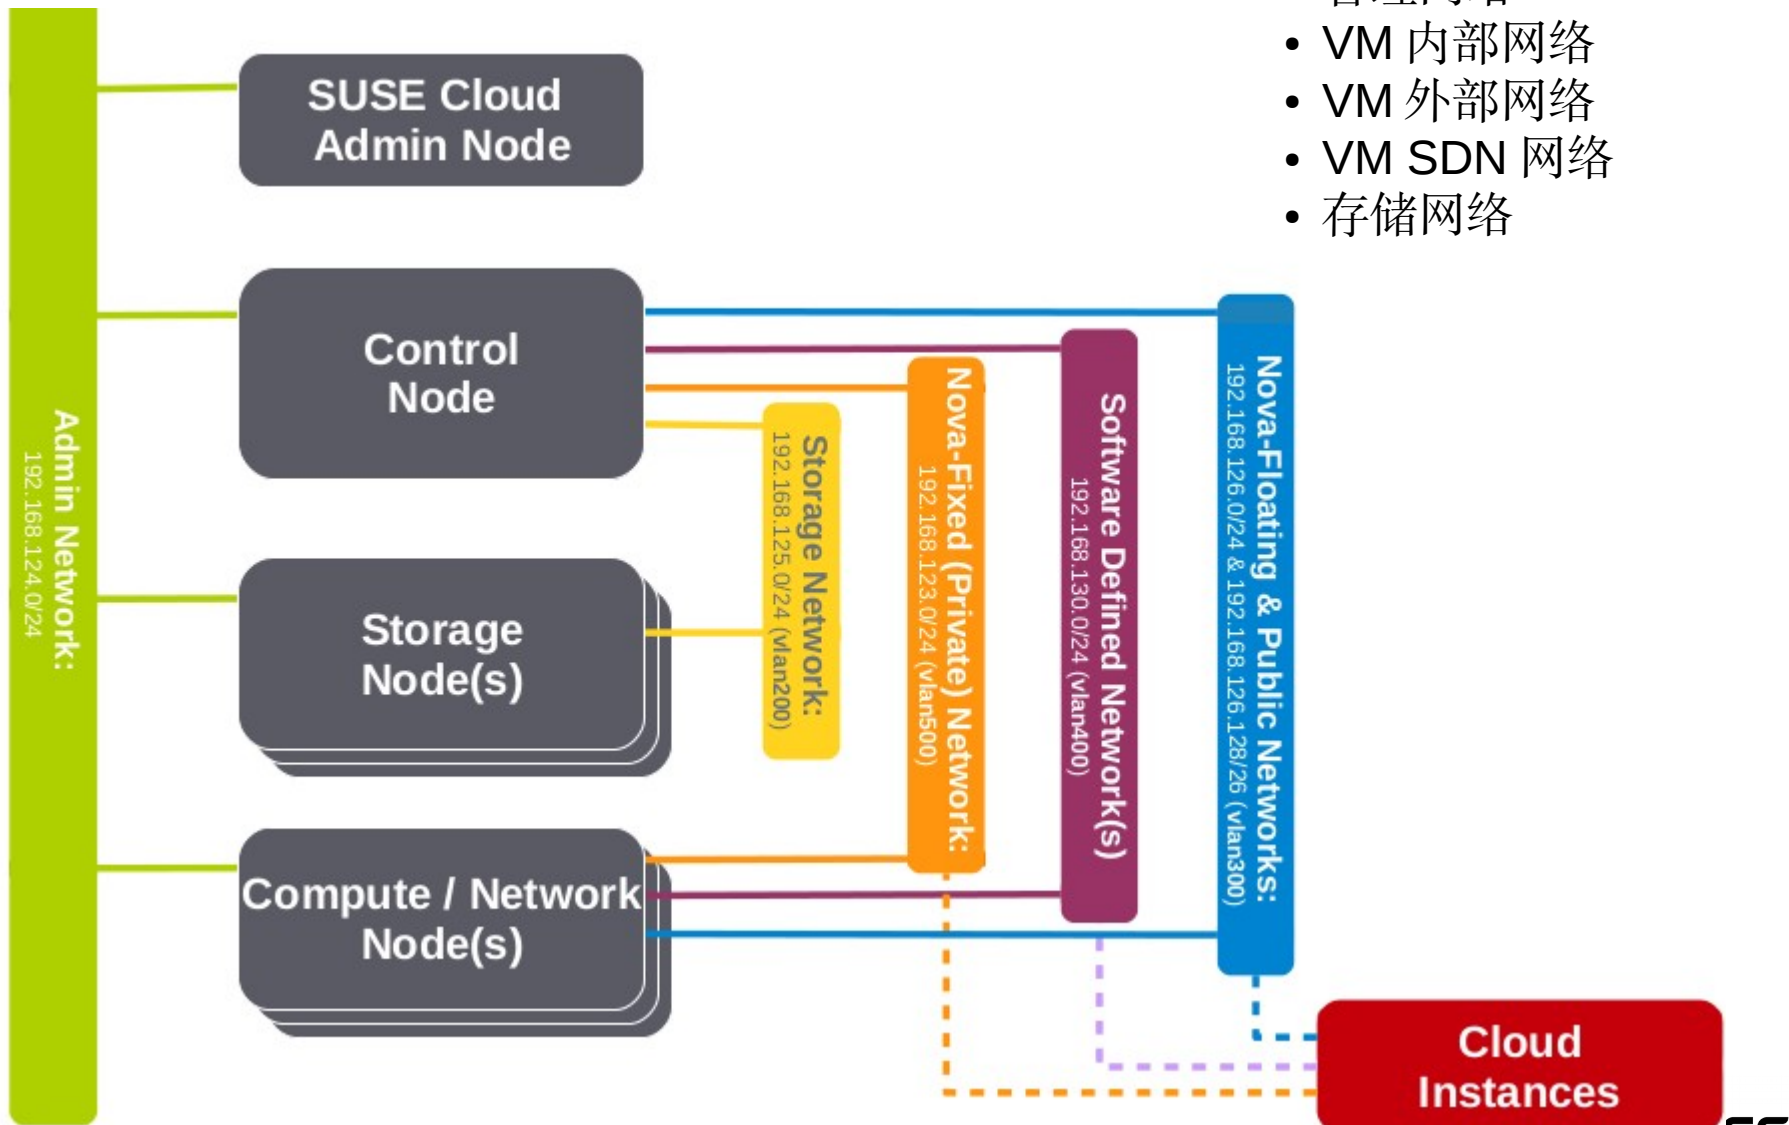 管理网络
• VM 内部网络
• VM 外部网络
• VM SDN 网络
• 存储网络
SUSE Cloud
Admin Node
Control
Node
Storage
Node(s)
Compute / Network
Node(s)
Admin Network:
192.168.124.0/24
Storage Network:
192.168.125.0/24 (vlan200)
Nova-Fixed (Private) Network:
192.168.123.0/24 (vlan500)
Software Defined Network(s)
192.168.130.0/24 (vlan400)
Nova-Floating & Public Networks:
192.168.126.0/24 & 192.168.126.128/26 (vlan300)
Cloud
Instances